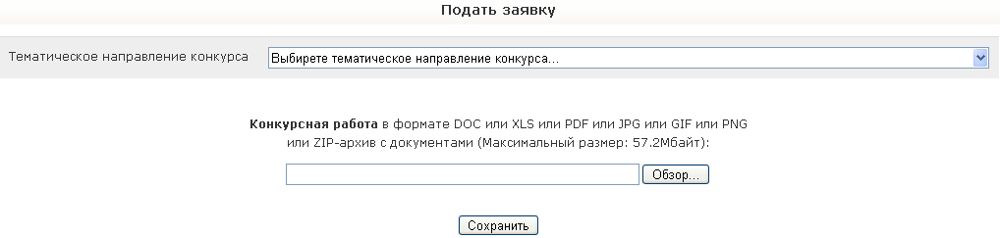 Подать заявку
Тематическое направление конкурса
Выбирете тематическое направление конкурса...
Конкурсная работа в формате DOC или XLS или PDF или JPG или GIF или PNG
или ZIP-архив с документами (Максимальный размер: 57.2Мбайт):
Обзор...
Сохранить